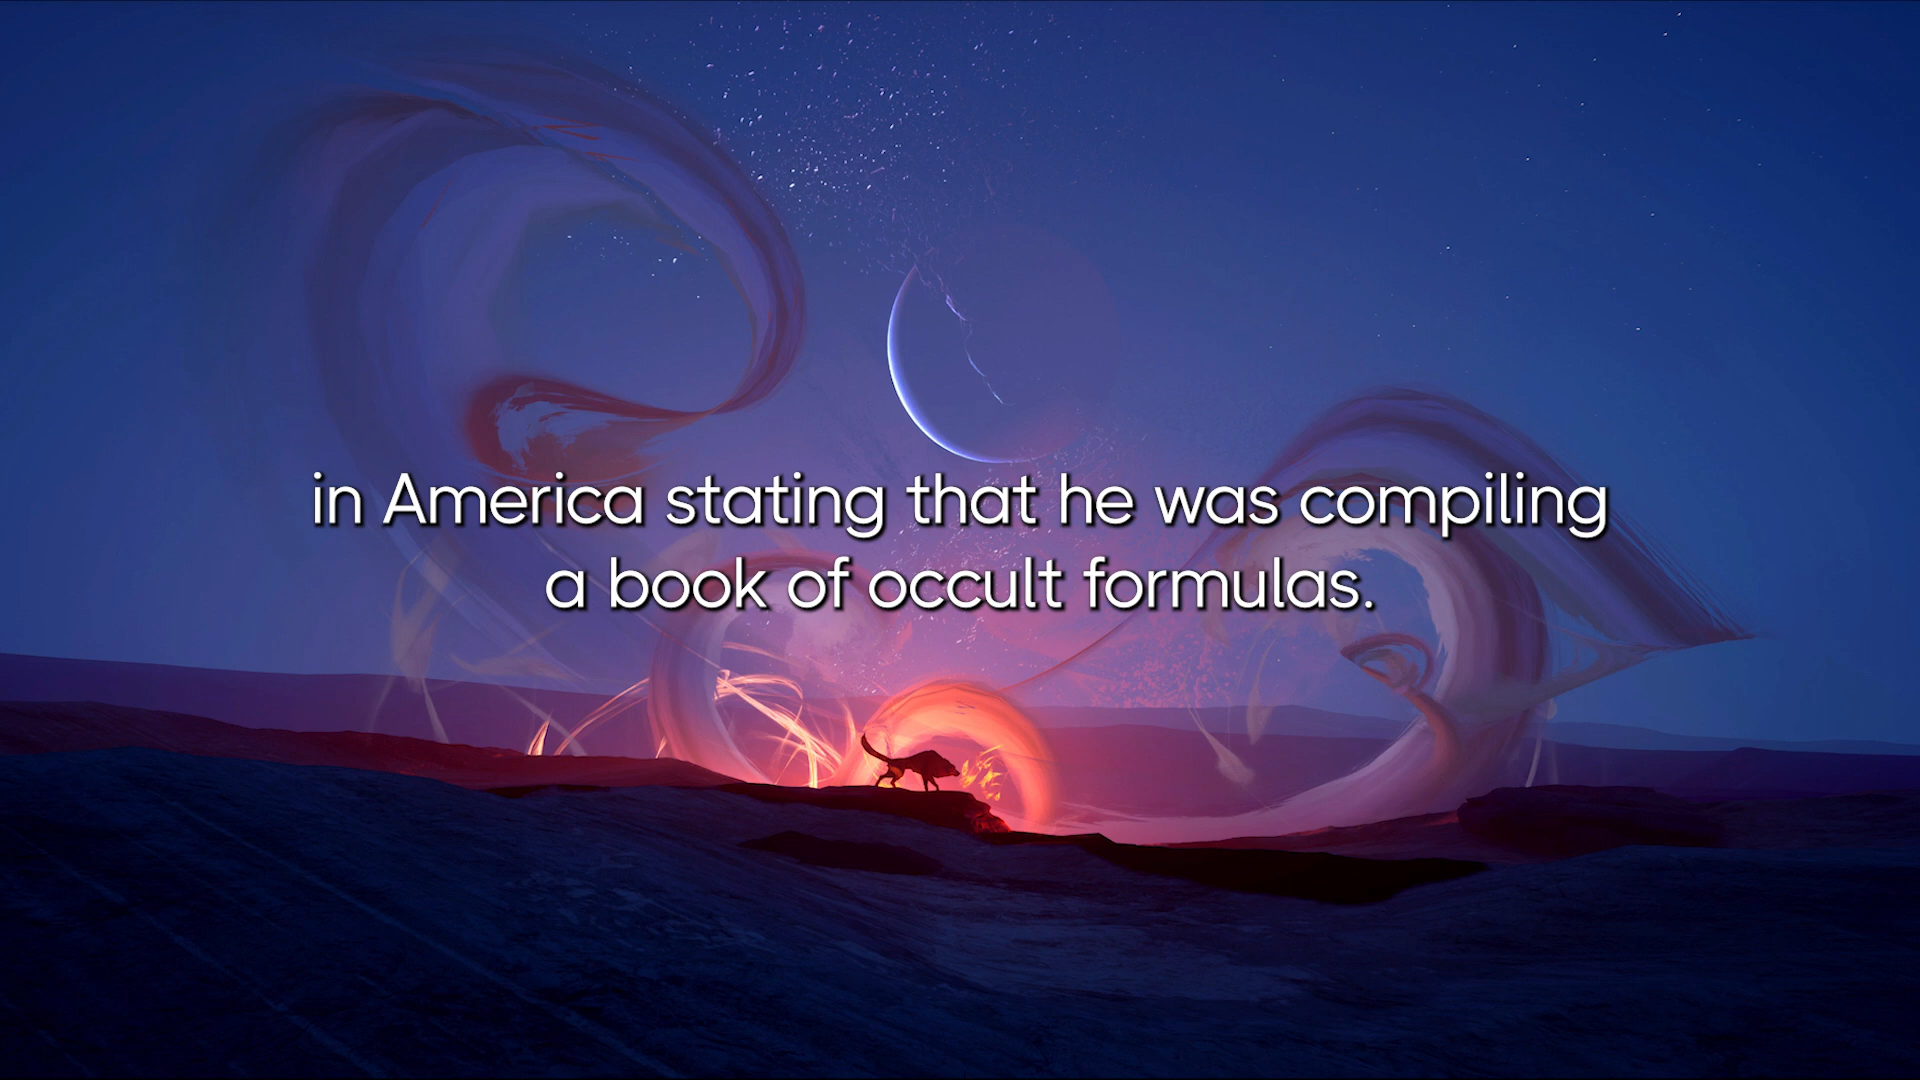 in America stating that he was compiling
a book of occult formulas.